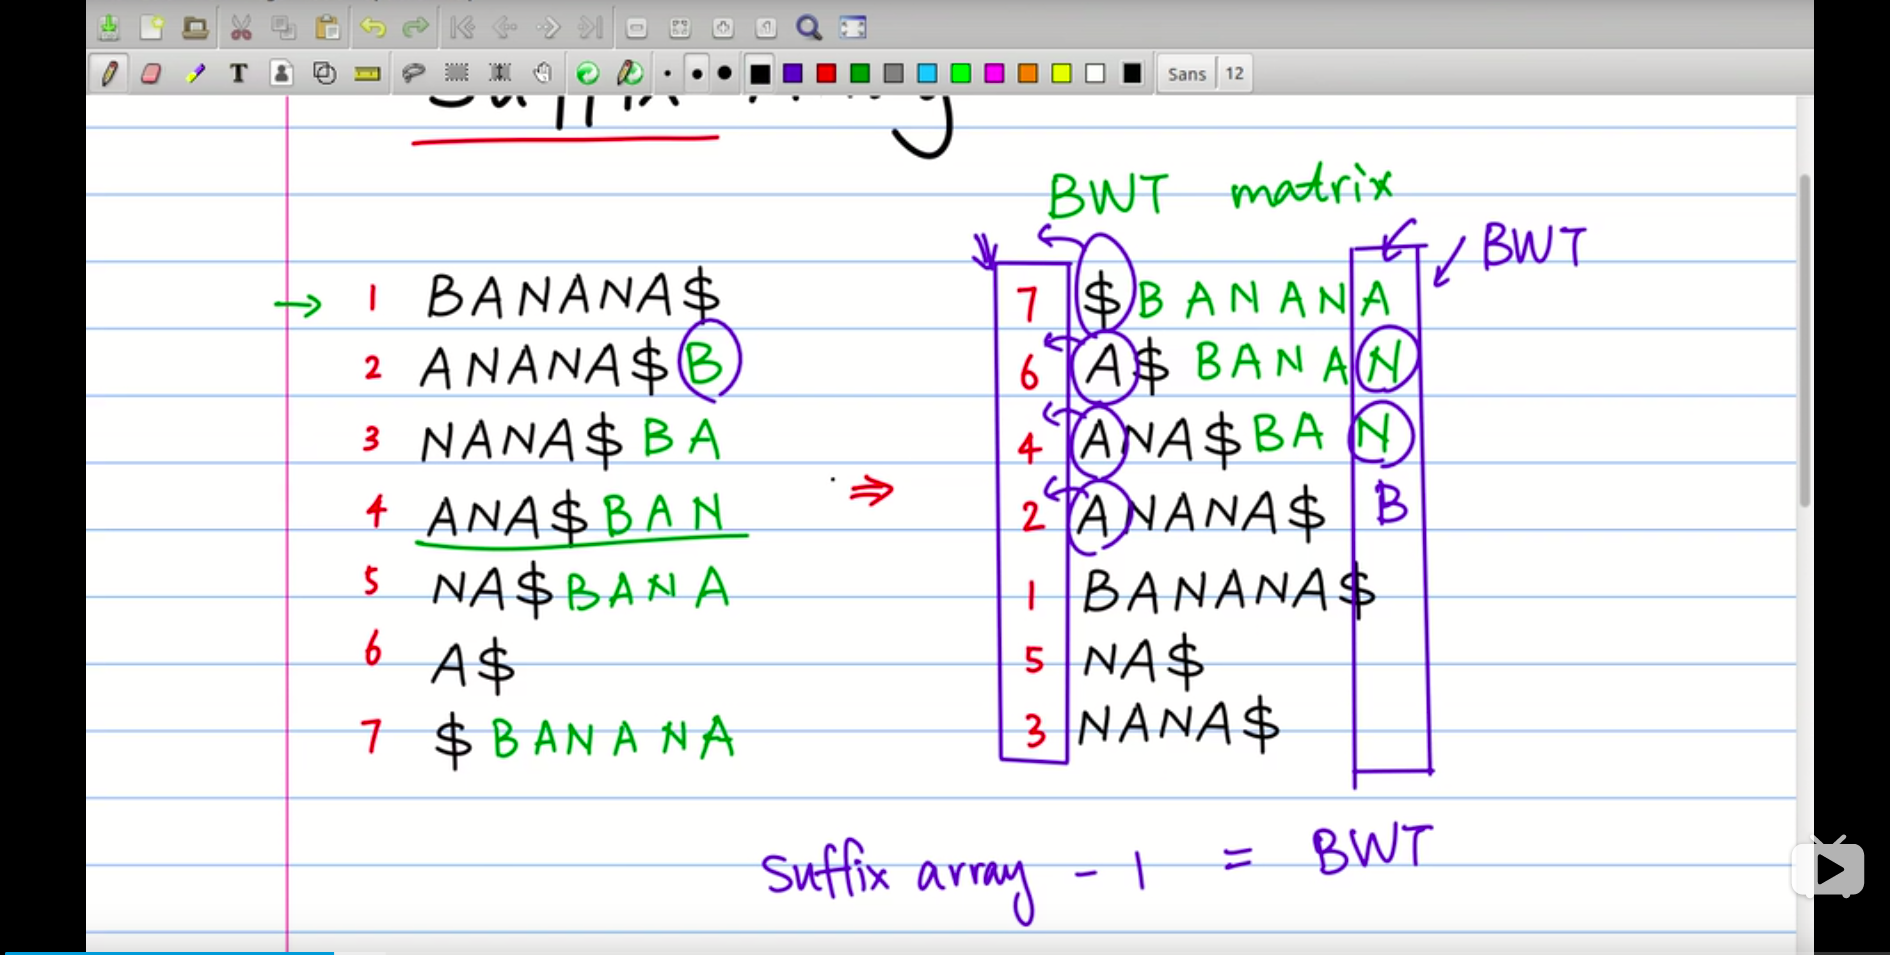 Sans 12
Suffix Array
BWT matrix
BWT
1 BANANA$
2 ANANA$B
3 NANA$BA
4 ANA$BAN
5 NA$BANA
6 A$
7 $BANANA
7 $BANANA
6 A$BANAN
4 ANA$BAN
2 ANANA$ B
1 BANANA$
5 NA$
3 NANA$
Suffix array - 1 = BWT